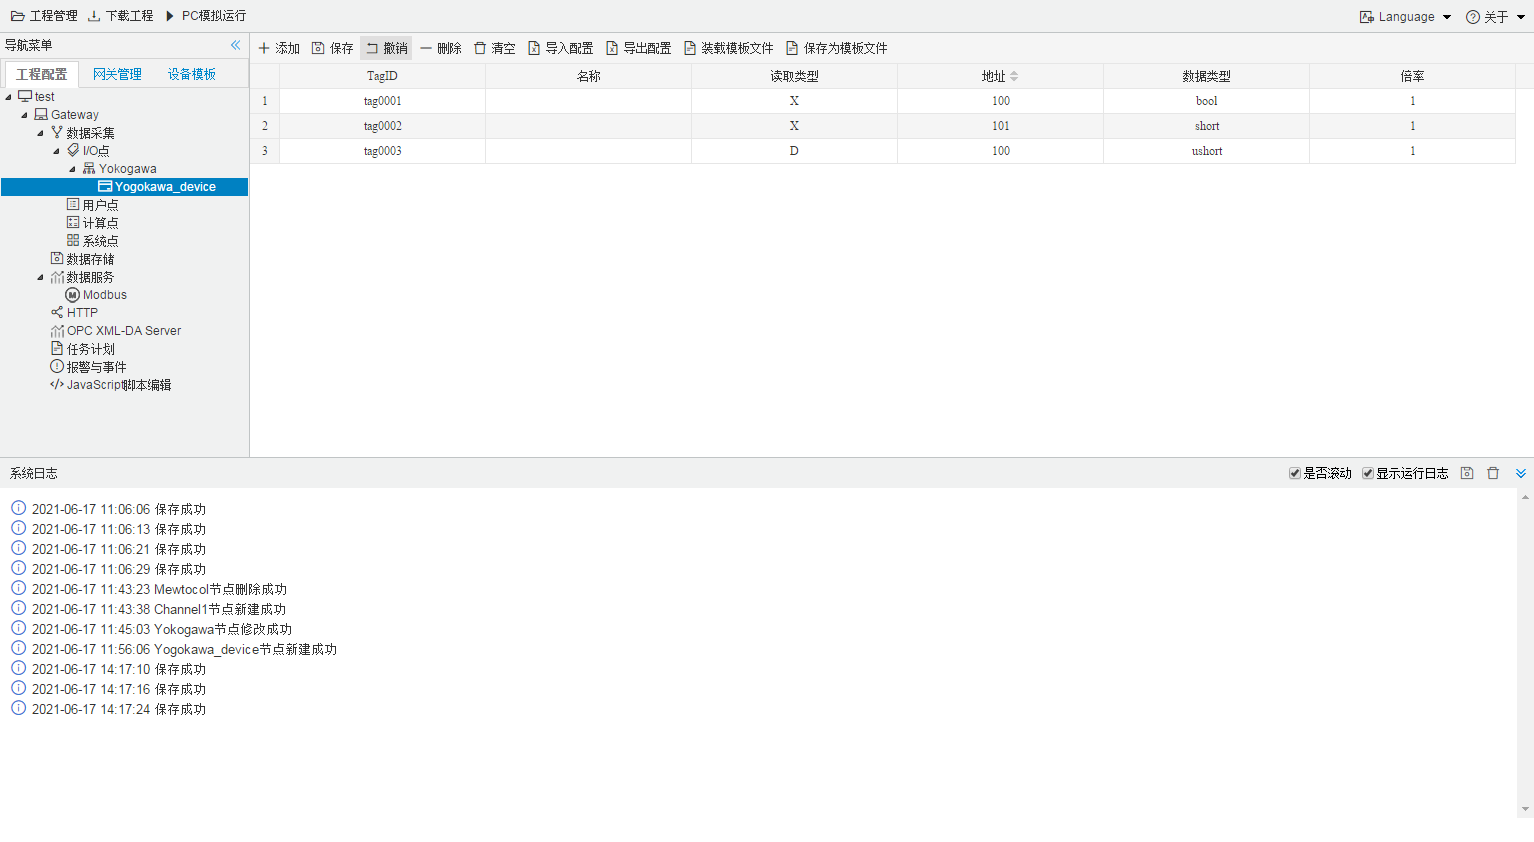 工程管理 下载工程 PC模拟运行 Language 关于
导航菜单
工程配置 网关管理 设备模板
test
Gateway
数据采集
I/O点
Yokogawa
Yogokawa_device
用户点
计算点
系统点
数据存储
数据服务
Modbus
HTTP
OPC XML-DA Server
任务计划
报警与事件
JavaScript脚本编辑
添加 保存 撤销 删除 清空 导入配置 导出配置 装载模板文件 保存为模板文件
TagID 名称 读取类型 地址 数据类型 倍率
1 tag0001 X 100 bool 1
2 tag0002 X 101 short 1
3 tag0003 D 100 ushort 1
系统日志 是否滚动 显示运行日志
2021-06-17 11:06:06 保存成功
2021-06-17 11:06:13 保存成功
2021-06-17 11:06:21 保存成功
2021-06-17 11:06:29 保存成功
2021-06-17 11:43:23 Mewtocol节点删除成功
2021-06-17 11:43:38 Channel1节点新建成功
2021-06-17 11:45:03 Yokogawa节点修改成功
2021-06-17 11:56:06 Yogokawa_device节点新建成功
2021-06-17 14:17:10 保存成功
2021-06-17 14:17:16 保存成功
2021-06-17 14:17:24 保存成功